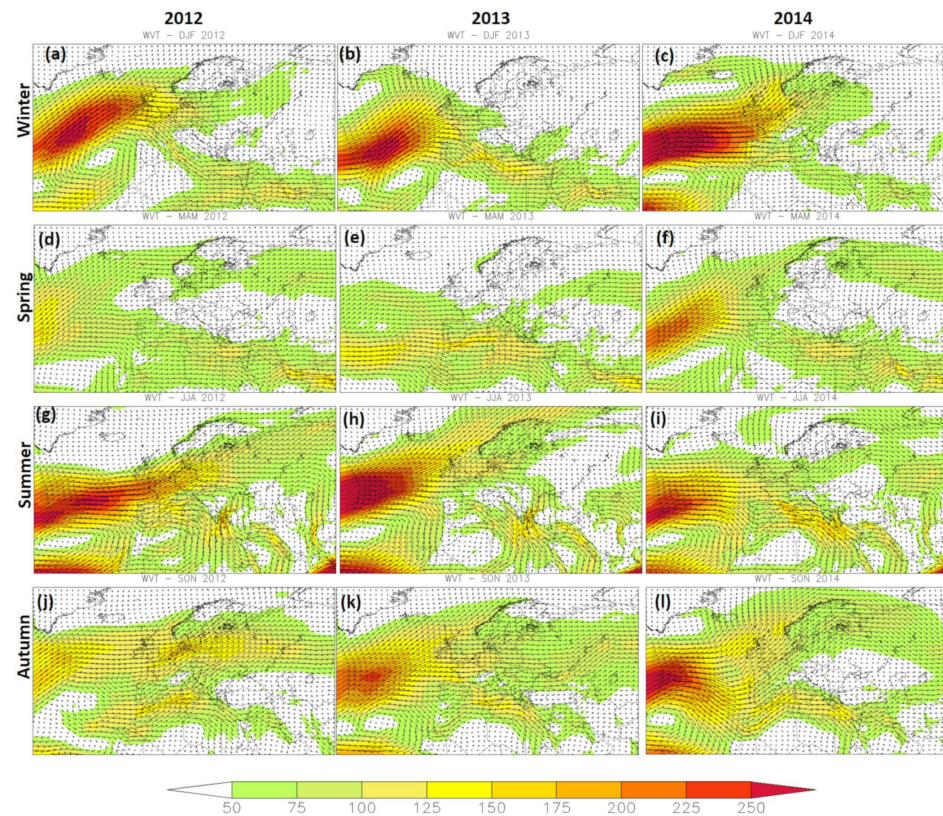 2012 2013 2014
WVT – DJF 2012 WVT – DJF 2013 WVT – DJF 2014
(a) (b) (c)
Winter
WVT – MAM 2012 WVT – MAM 2013 WVT – MAM 2014
(d) (e) (f)
Spring
WVT – JJA 2012 WVT – JJA 2013 WVT – JJA 2014
(g) (h) (i)
Summer
WVT – SON 2012 WVT – SON 2013 WVT – SON 2014
(j) (k) (l)
Autumn
50 75 100 125 150 175 200 225 250